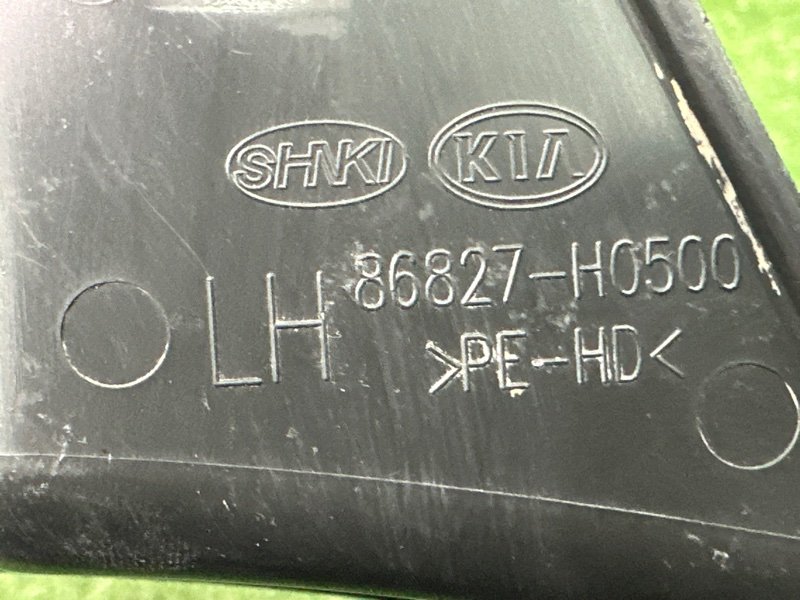 SHNKI KIA
86827-H0500
LH
>PE-HD<